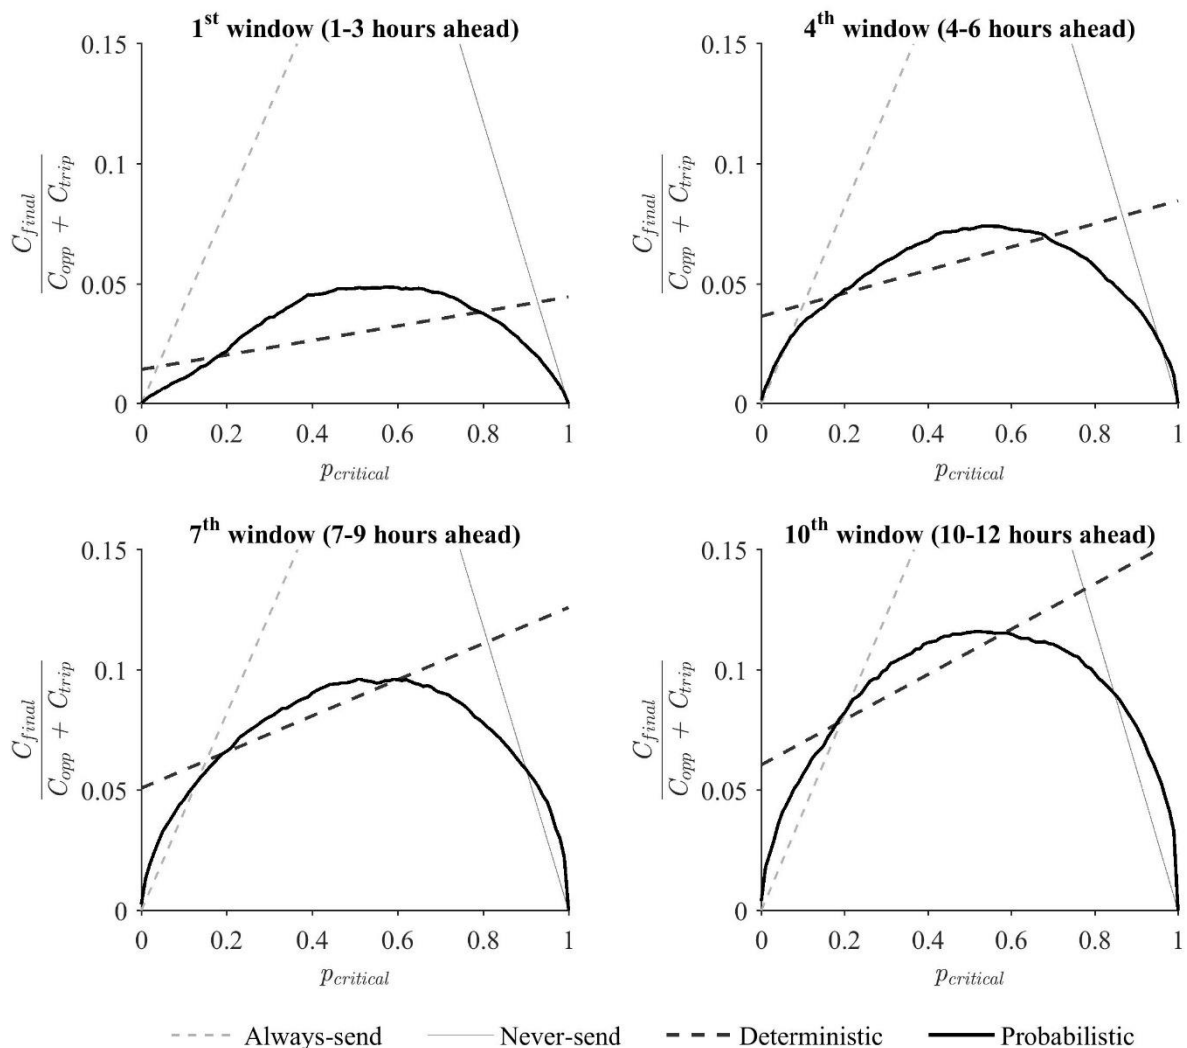 1st window (1-3 hours ahead)
0.15
0.1
0.05
0
C_final
C_opp + C_trip
0 0.2 0.4 0.6 0.8 1
p_critical
4th window (4-6 hours ahead)
0.15
0.1
0.05
0
C_final
C_opp + C_trip
0 0.2 0.4 0.6 0.8 1
p_critical
7th window (7-9 hours ahead)
0.15
0.1
0.05
0
C_final
C_opp + C_trip
0 0.2 0.4 0.6 0.8 1
p_critical
10th window (10-12 hours ahead)
0.15
0.1
0.05
0
C_final
C_opp + C_trip
0 0.2 0.4 0.6 0.8 1
p_critical
Always-send Never-send Deterministic Probabilistic